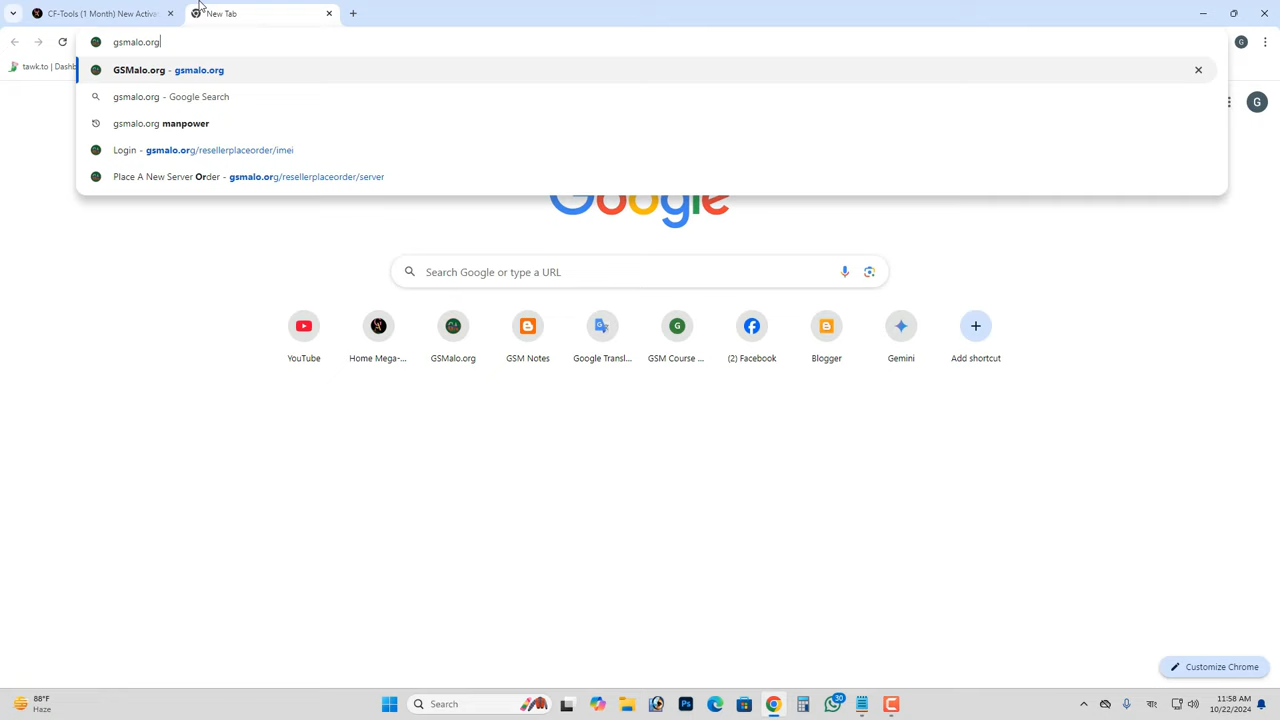 CF-Tools (1 Month) New Activa
New Tab
gsmalo.org
tawk.to | Dashb
G
GSMalo.org - gsmalo.org
gsmalo.org - Google Search
gsmalo.org manpower
Login - gsmalo.org/resellerplaceorder/imei
Place A New Server Order - gsmalo.org/resellerplaceorder/server
G
Google
Search Google or type a URL
G
YouTube
Home Mega-...
GSMalo.org
GSM Notes
Google Transl...
GSM Course ...
(2) Facebook
Blogger
Gemini
Add shortcut
Customize Chrome
88°F
Haze
Search
Ps
30
বাং
11:58 AM
10/22/2024